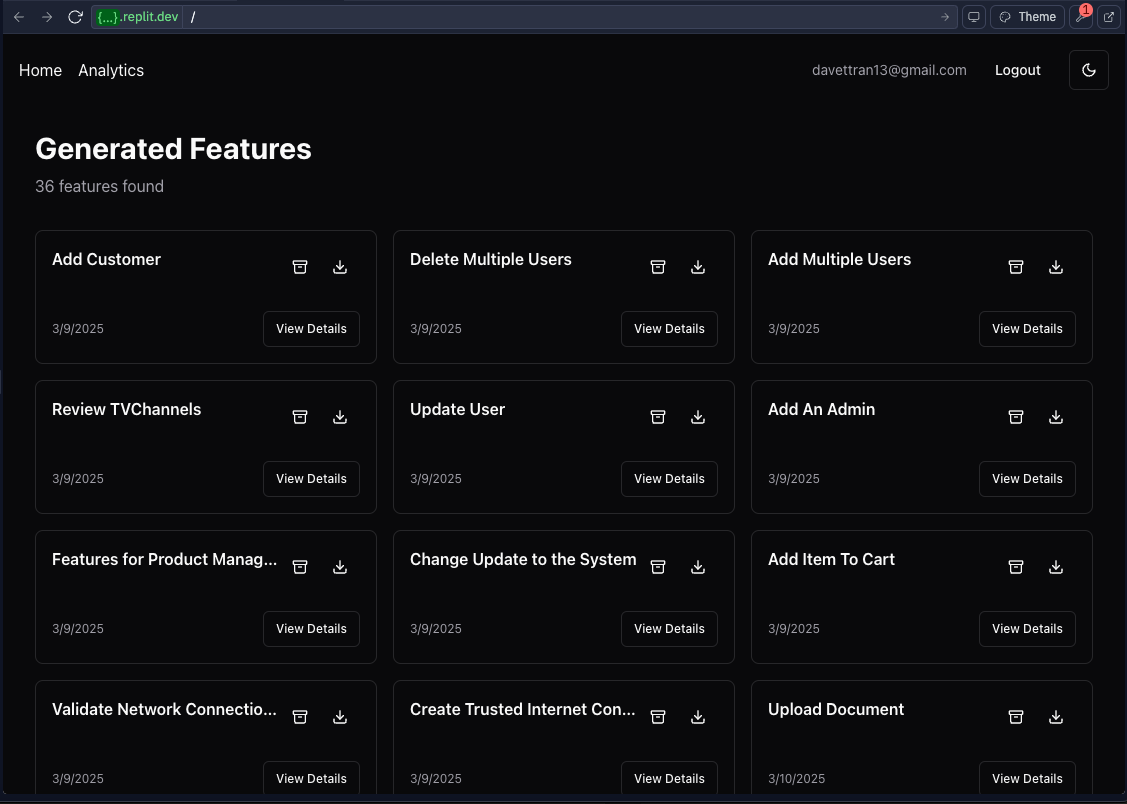 {...}.replit.dev /
Theme
1
Home Analytics davettran13@gmail.com Logout
Generated Features
36 features found
Add Customer
3/9/2025 View Details
Delete Multiple Users
3/9/2025 View Details
Add Multiple Users
3/9/2025 View Details
Review TVChannels
3/9/2025 View Details
Update User
3/9/2025 View Details
Add An Admin
3/9/2025 View Details
Features for Product Manag...
3/9/2025 View Details
Change Update to the System
3/9/2025 View Details
Add Item To Cart
3/9/2025 View Details
Validate Network Connectio...
3/9/2025 View Details
Create Trusted Internet Con...
3/9/2025 View Details
Upload Document
3/10/2025 View Details